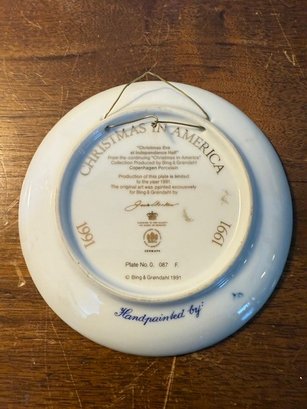 CHRISTMAS IN AMERICA
"Christmas Eve
at Independence Hall"
From the continuing "Christmas in America"
Collection Produced by Bing & Grøndahl
Copenhagen Porcelain
Production of this plate is limited
to the year 1991
The original art was painted exclusively
for Bing & Grøndahl by
1991
1991
DENMARK
Plate No. G 087 F
© Bing & Grøndahl 1991
Handpainted by: